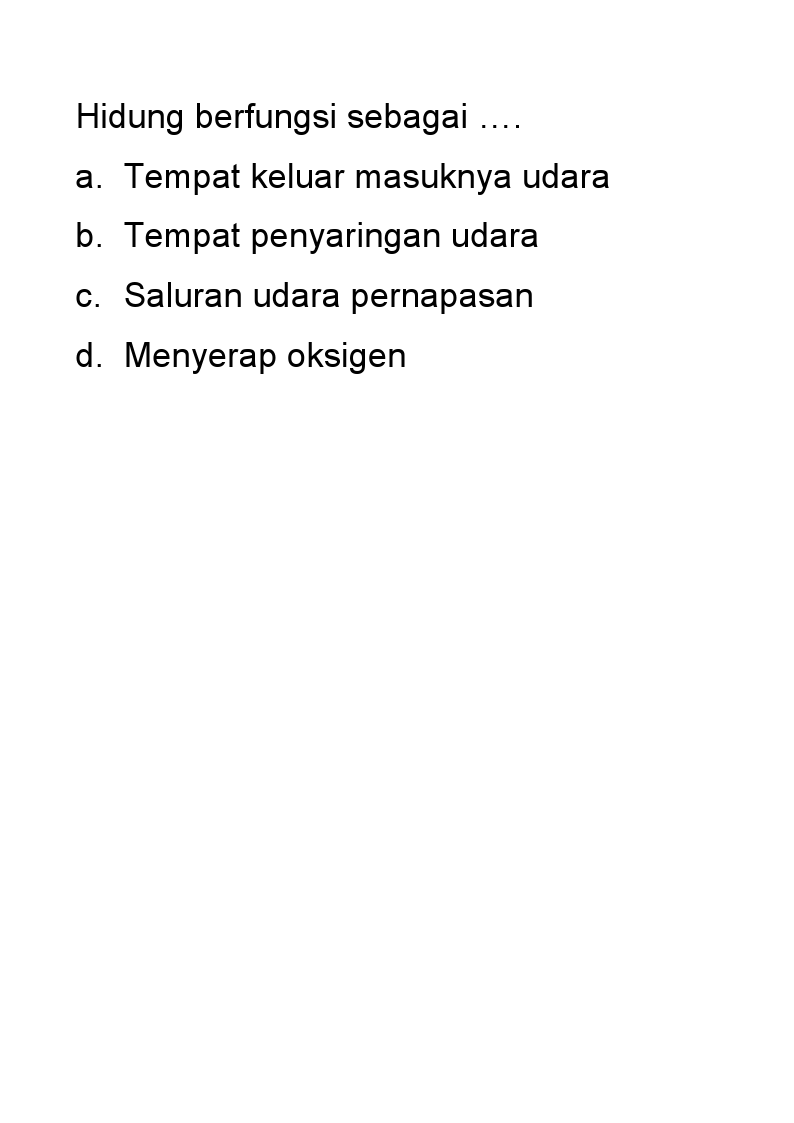 Hidung berfungsi sebagai ….
a. Tempat keluar masuknya udara
b. Tempat penyaringan udara
c. Saluran udara pernapasan
d. Menyerap oksigen